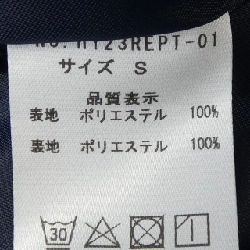 NO. HY23REPT-01
サイズ S
品質表示
表地 ポリエステル 100%
裏地 ポリエステル 100%
30